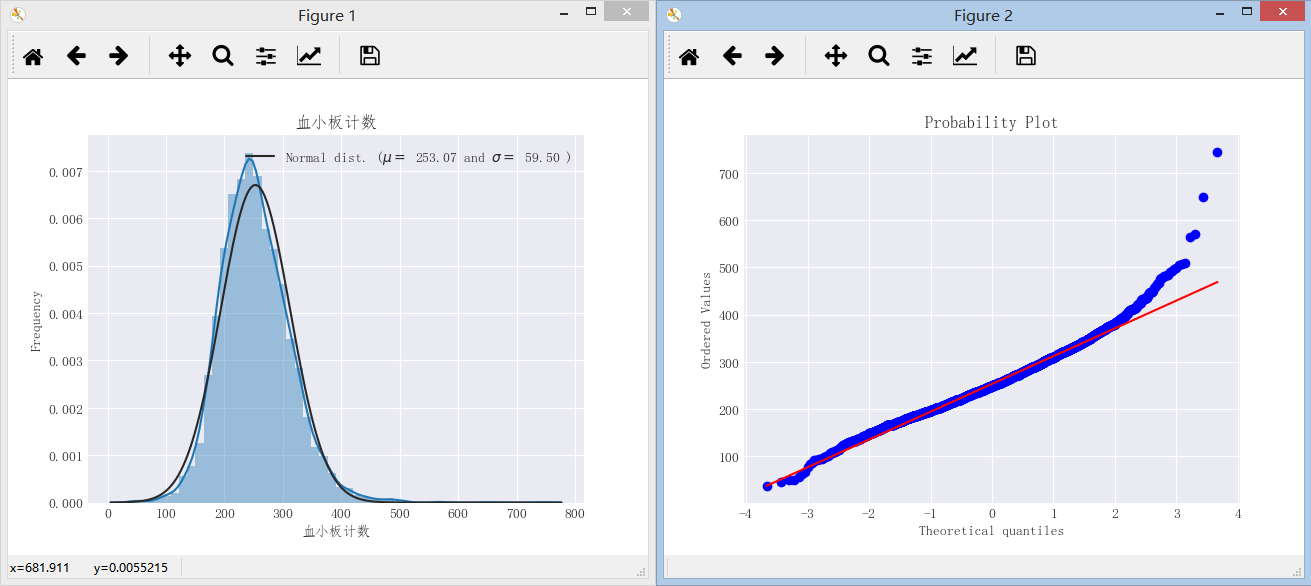 Figure 1
血小板计数
Normal dist. (μ= 253.07 and σ= 59.50 )
Frequency
0.007
0.006
0.005
0.004
0.003
0.002
0.001
0.000
0 100 200 300 400 500 600 700 800
血小板计数
x=681.911 y=0.0055215
Figure 2
Probability Plot
Ordered Values
700
600
500
400
300
200
100
-4 -3 -2 -1 0 1 2 3 4
Theoretical quantiles